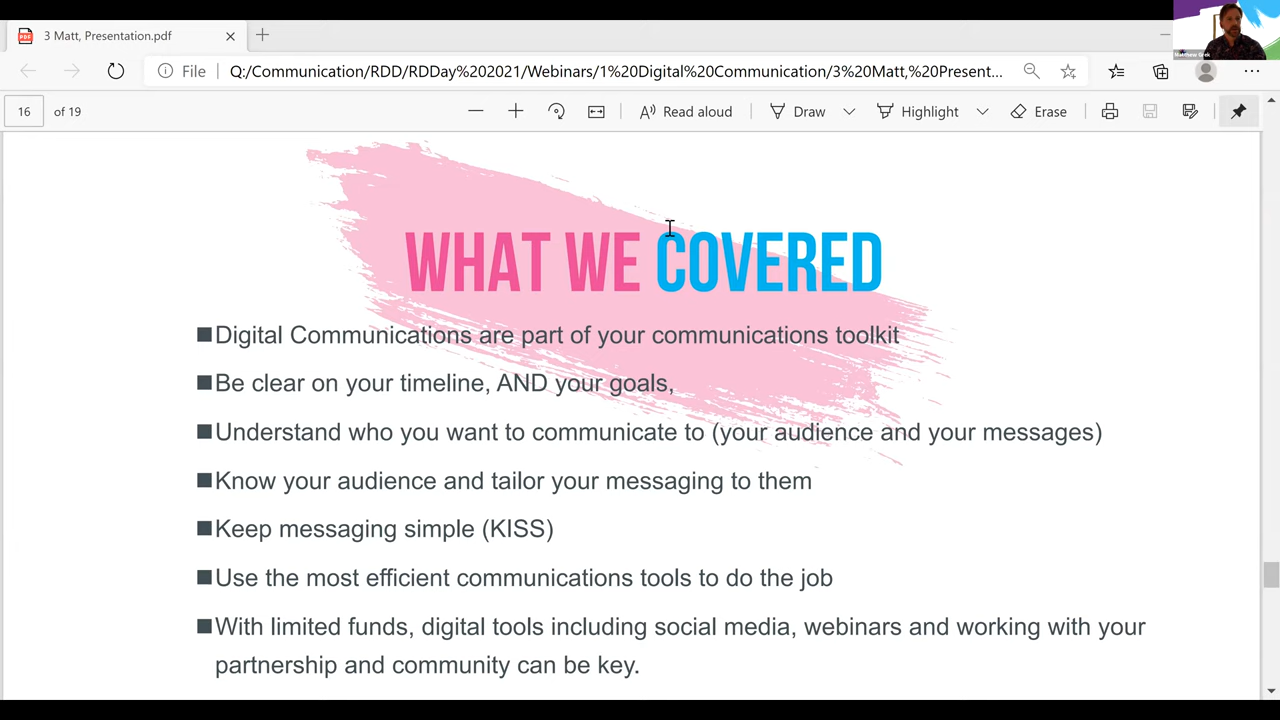 3 Matt, Presentation.pdf
File
Q:/Communication/RDD/RDDay%202021/Webinars/1%20Digital%20Communication/3%20Matt,%20Present...
16 of 19
Read aloud
Draw
Highlight
Erase
WHAT WE COVERED
Digital Communications are part of your communications toolkit
Be clear on your timeline, AND your goals,
Understand who you want to communicate to (your audience and your messages)
Know your audience and tailor your messaging to them
Keep messaging simple (KISS)
Use the most efficient communications tools to do the job
With limited funds, digital tools including social media, webinars and working with your
partnership and community can be key.